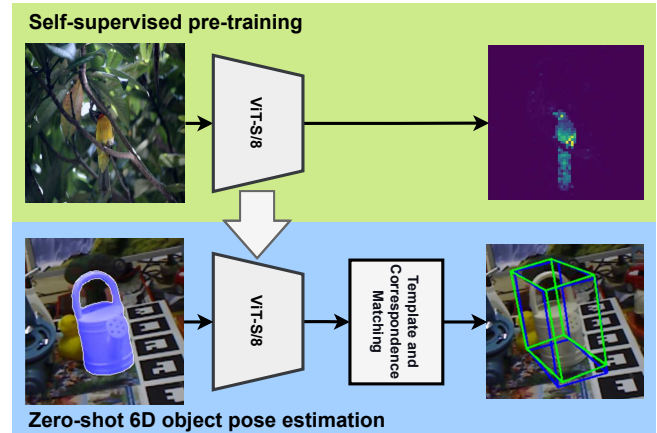 Self-supervised pre-training
ViT-S/8
ViT-S/8
Template and
Correspondence
Matching
Zero-shot 6D object pose estimation